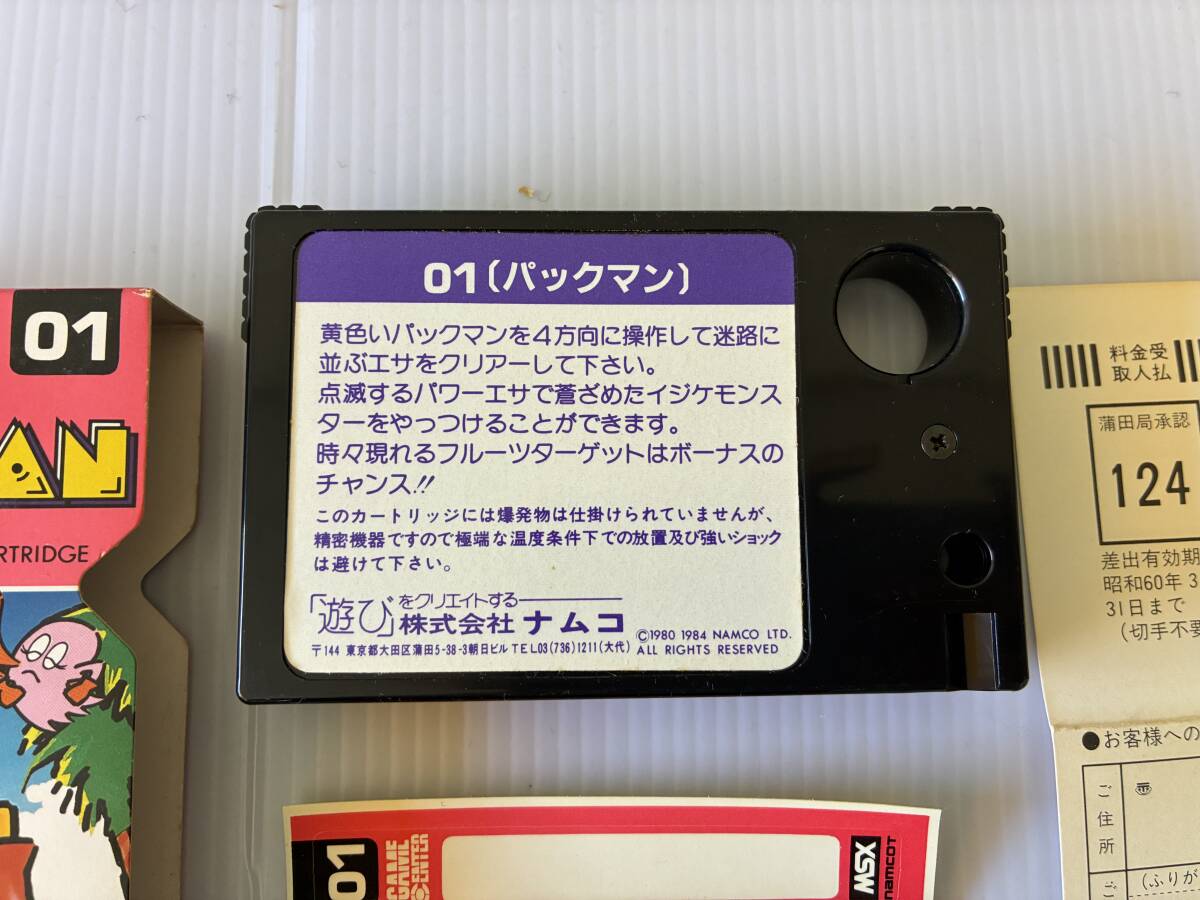 01
AN
RTRIDGE
01(パックマン)
黄色いパックマンを4方向に操作して迷路に
並ぶエサをクリアーして下さい。
点滅するパワーエサで蒼ざめたイジケモンス
ターをやっつけることができます。
時々現れるフルーツターゲットはボーナスの
チャンス!!
このカートリッジには爆発物は仕掛けられていませんが、
精密機器ですので極端な温度条件下での放置及び強いショック
は避けて下さい。
「遊び」をクリエイトする
株式会社 ナムコ
©1980 1984 NAMCO LTD.
ALL RIGHTS RESERVED
〒144 東京都大田区蒲田5-38-3朝日ビル TEL03(736)1211(大代)
料金受
取人払
蒲田局承認
124
差出有効期
昭和60年3
31日まで
(切手不要
●お客様への
ご住所
〒
(ふりが
ご
01
GAME
CENTER
MSX
namcot